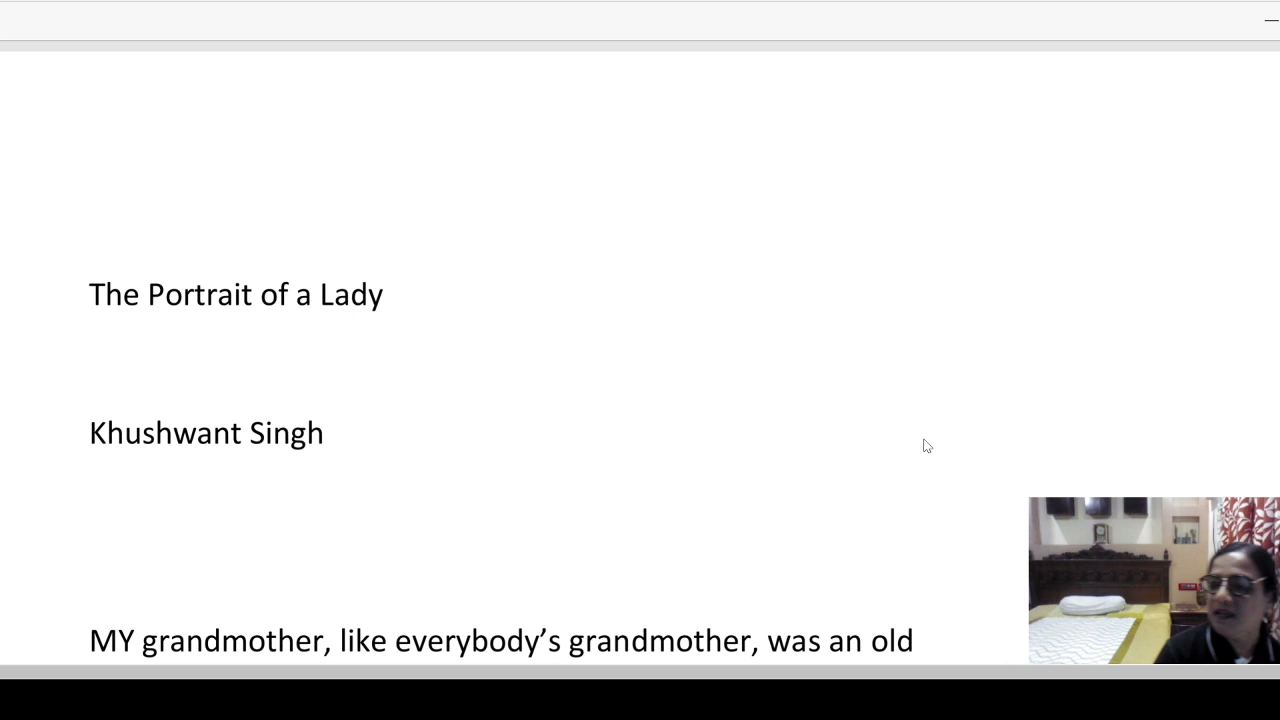 The Portrait of a Lady
Khushwant Singh
MY grandmother, like everybody’s grandmother, was an old